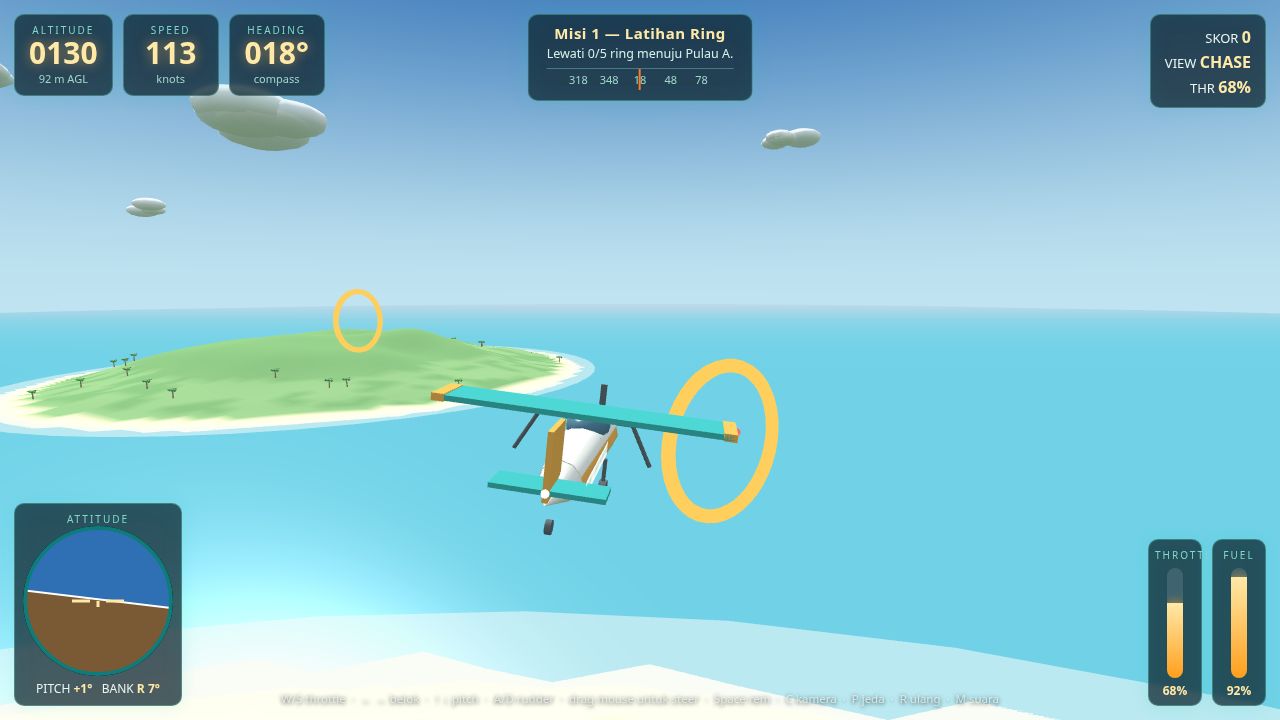 ALTITUDE
0130
92 m AGL
SPEED
113
knots
HEADING
018°
compass
Misi 1 — Latihan Ring
Lewati 0/5 ring menuju Pulau A.
318 348 18 48 78
SKOR 0
VIEW CHASE
THR 68%
ATTITUDE
PITCH +1° BANK R 7°
THROTT
68%
FUEL
92%
W/S throttle · belok · pitch · A/D rudder · drag mouse untuk steer · Space rem · C kamera · P jeda · R ulang · M suara